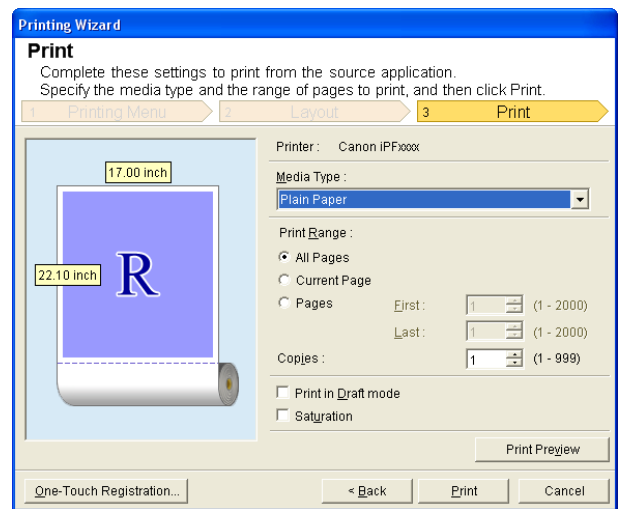 Printing Wizard
Print
Complete these settings to print from the source application.
Specify the media type and the range of pages to print, and then click Print.
1 Printing Menu 2 Layout 3 Print
Printer : Canon iPFxxxx
17.00 inch
Media Type :
Plain Paper
22.10 inch
R
Print Range :
All Pages
Current Page
Pages First : 1 (1 - 2000)
Last : 1 (1 - 2000)
Copies : 1 (1 - 999)
Print in Draft mode
Saturation
Print Preview
One-Touch Registration... < Back Print Cancel